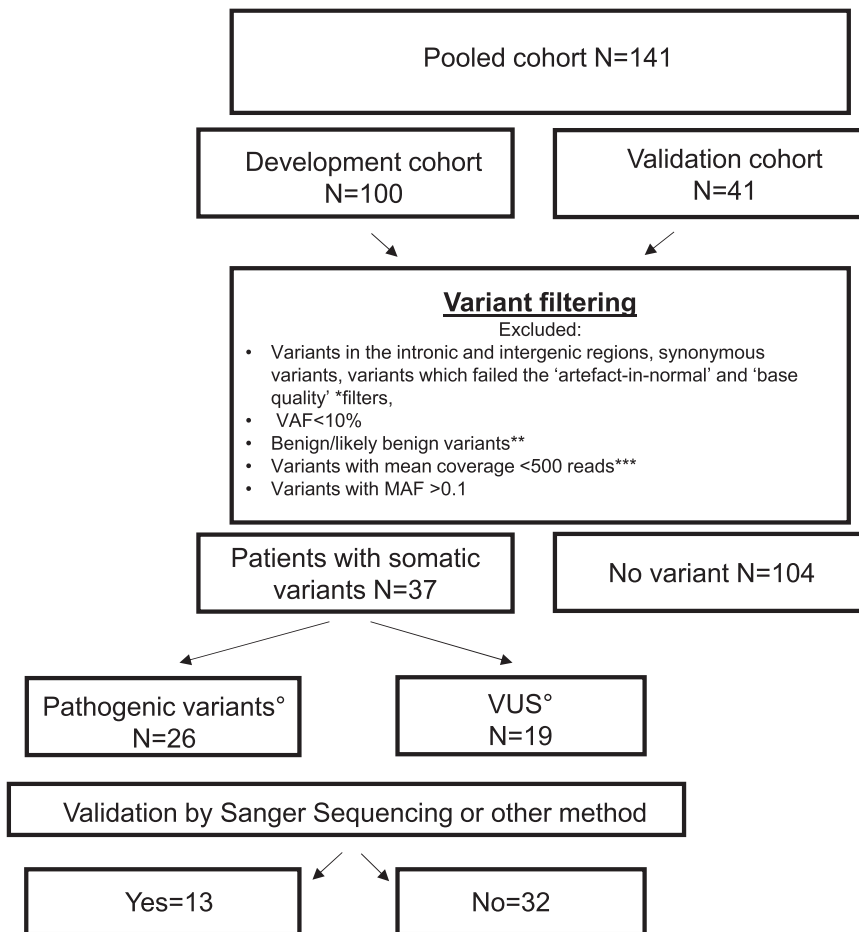 Pooled cohort N=141
Development cohort
N=100
Validation cohort
N=41
Variant filtering
Excluded:
• Variants in the intronic and intergenic regions, synonymous
variants, variants which failed the ‘artefact-in-normal’ and ‘base
quality’ *filters,
• VAF<10%
• Benign/likely benign variants**
• Variants with mean coverage <500 reads***
• Variants with MAF >0.1
Patients with somatic
variants N=37
No variant N=104
Pathogenic variants°
N=26
VUS°
N=19
Validation by Sanger Sequencing or other method
Yes=13
No=32